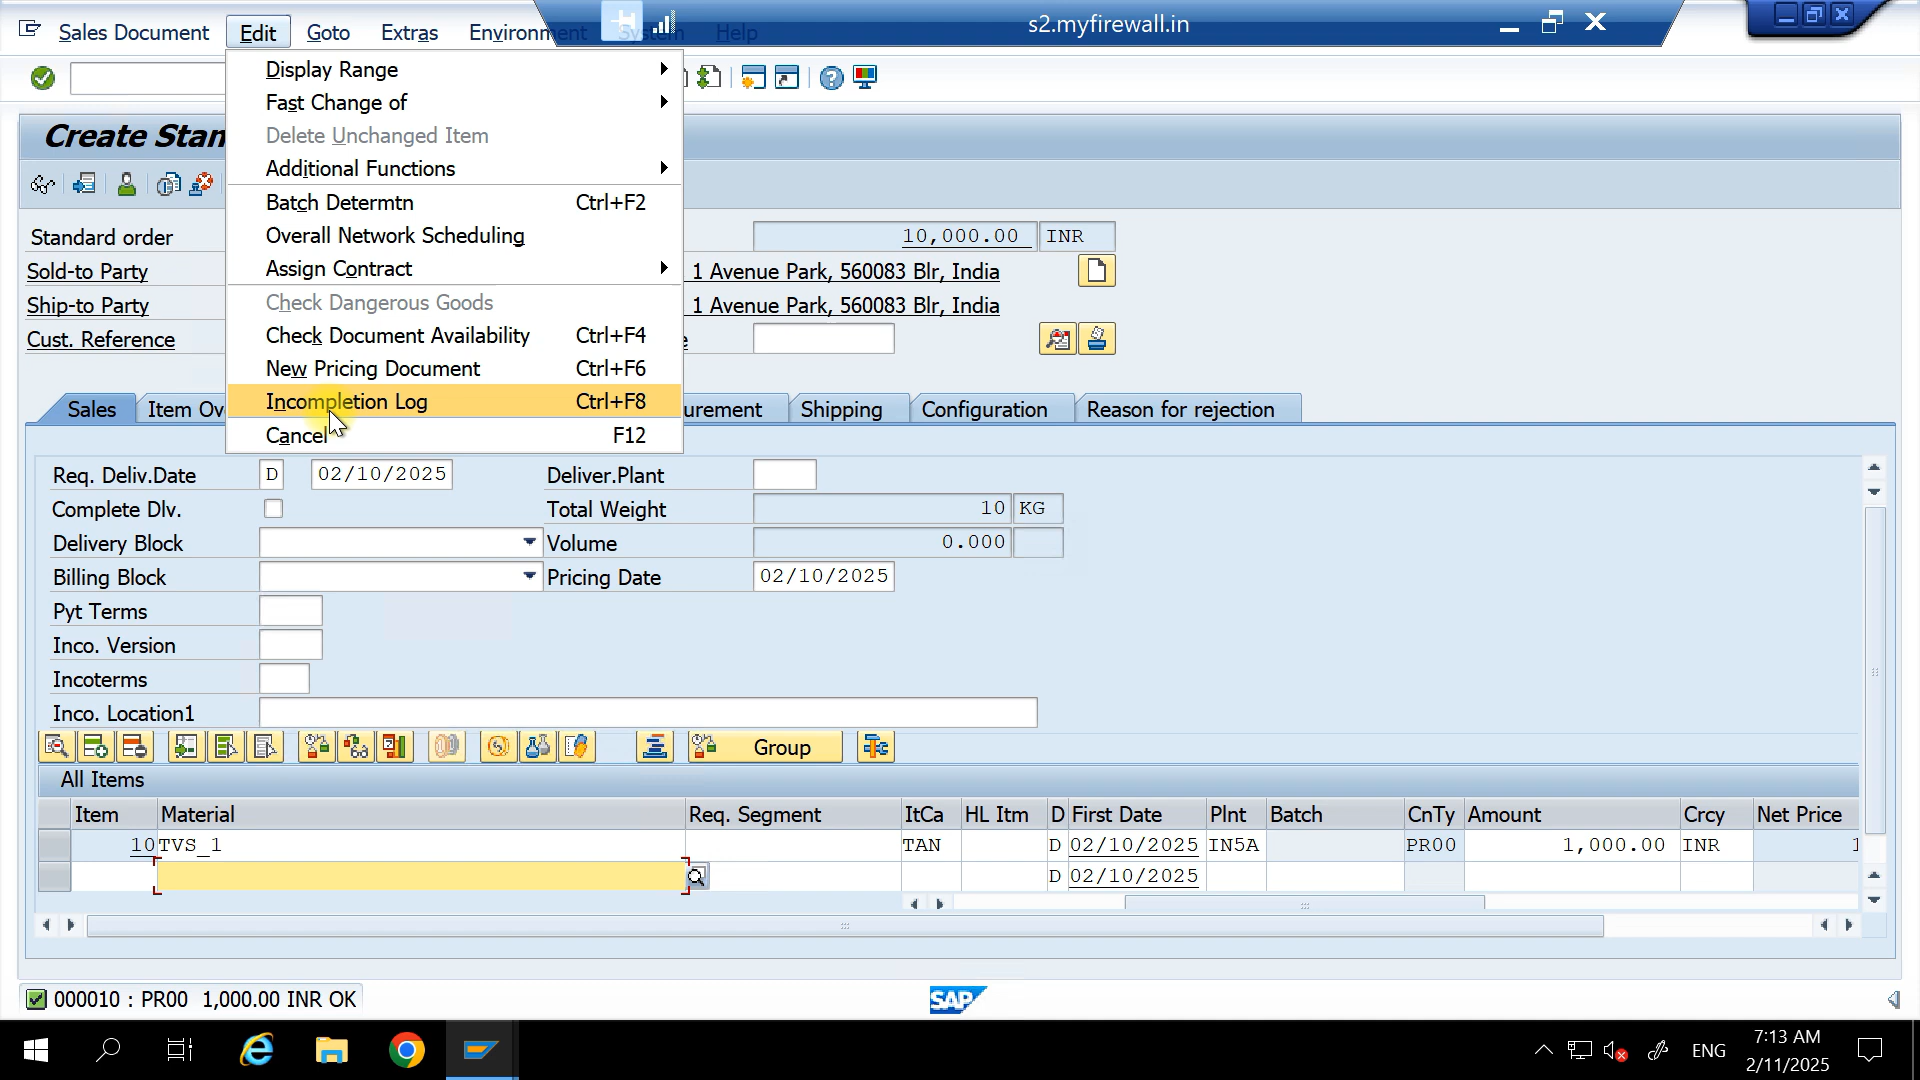 Sales Document Edit Goto Extras Environment System Help
s2.myfirewall.in
Display Range
Fast Change of
Delete Unchanged Item
Additional Functions
Batch Determtn Ctrl+F2
Overall Network Scheduling
Assign Contract
Check Dangerous Goods
Check Document Availability Ctrl+F4
New Pricing Document Ctrl+F6
Incompletion Log Ctrl+F8
Cancel F12
Create Stan
Standard order 10,000.00 INR
Sold-to Party 1 Avenue Park, 560083 Blr, India
Ship-to Party 1 Avenue Park, 560083 Blr, India
Cust. Reference
Sales Item Ov urement Shipping Configuration Reason for rejection
Req. Deliv.Date D 02/10/2025 Deliver.Plant
Complete Dlv. Total Weight 10 KG
Delivery Block Volume 0.000
Billing Block Pricing Date 02/10/2025
Pyt Terms
Inco. Version
Incoterms
Inco. Location1
Group
All Items
Item Material Req. Segment ItCa HL Itm D First Date Plnt Batch CnTy Amount Crcy Net Price
10 TVS_1 TAN D 02/10/2025 IN5A PR00 1,000.00 INR 1
D 02/10/2025
000010 : PR00 1,000.00 INR OK
SAP
ENG
7:13 AM
2/11/2025